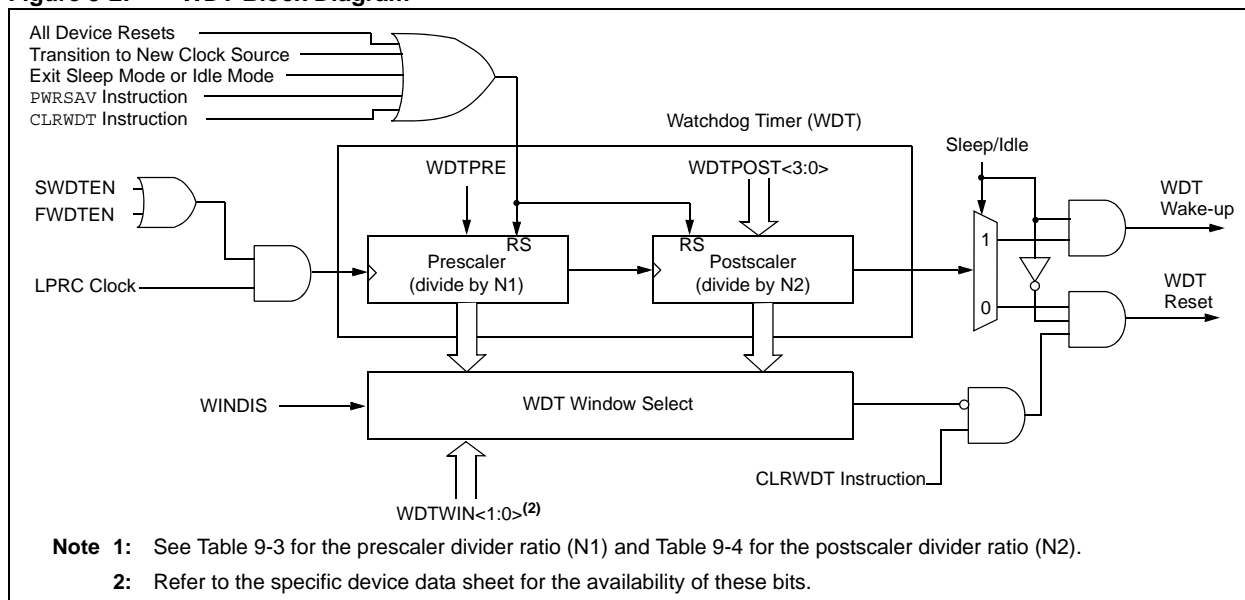 All Device Resets
Transition to New Clock Source
Exit Sleep Mode or Idle Mode
PWRSAV Instruction
CLRWDT Instruction
Watchdog Timer (WDT)
Sleep/Idle
SWDTEN
FWDTEN
WDTPRE
WDTPOST<3:0>
WDT
Wake-up
RS
RS
1
Prescaler
(divide by N1)
Postscaler
(divide by N2)
LPRC Clock
WDT
Reset
0
WINDIS
WDT Window Select
CLRWDT Instruction
WDTWIN<1:0>(2)
Note 1: See Table 9-3 for the prescaler divider ratio (N1) and Table 9-4 for the postscaler divider ratio (N2).
2: Refer to the specific device data sheet for the availability of these bits.